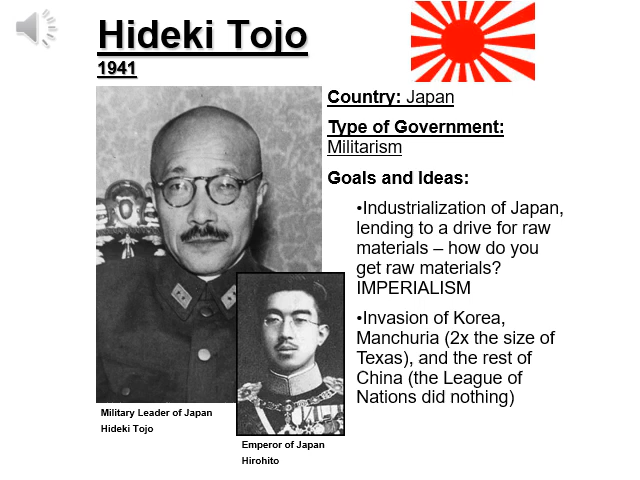 Hideki Tojo
1941
Country: Japan
Type of Government:
Militarism
Goals and Ideas:
•Industrialization of Japan,
lending to a drive for raw
materials – how do you
get raw materials?
IMPERIALISM
•Invasion of Korea,
Manchuria (2x the size of
Texas), and the rest of
China (the League of
Nations did nothing)
Military Leader of Japan
Hideki Tojo
Emperor of Japan
Hirohito